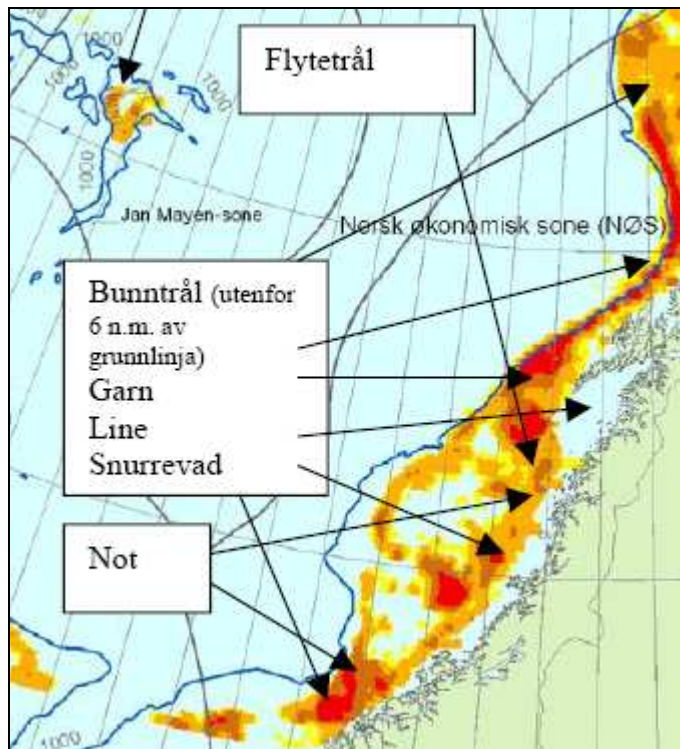 1000
1000
1000
1000
Jan Mayen-sone
Flytetrål
Norsk økonomisk sone (NØS)
Bunntrål (utenfor
6 n.m. av
grunnlinja)
Garn
Line
Snurrevad
Not
1000